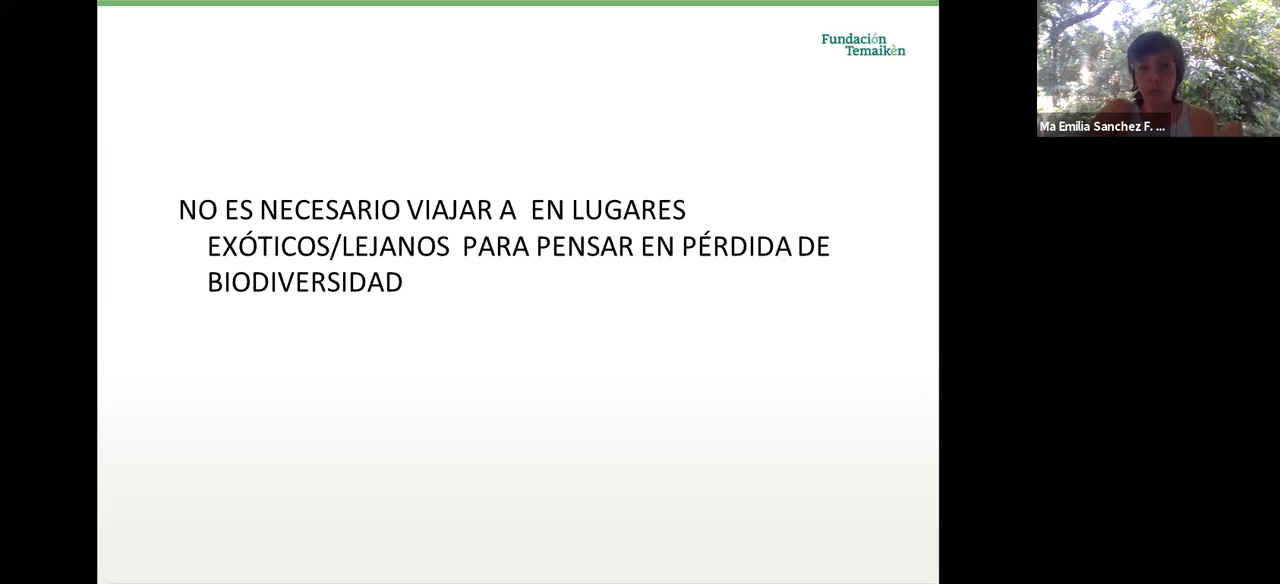 Fundación
Temaikèn
NO ES NECESARIO VIAJAR A  EN LUGARES
EXÓTICOS/LEJANOS  PARA PENSAR EN PÉRDIDA DE
BIODIVERSIDAD
Ma Emilia Sanchez F. ...